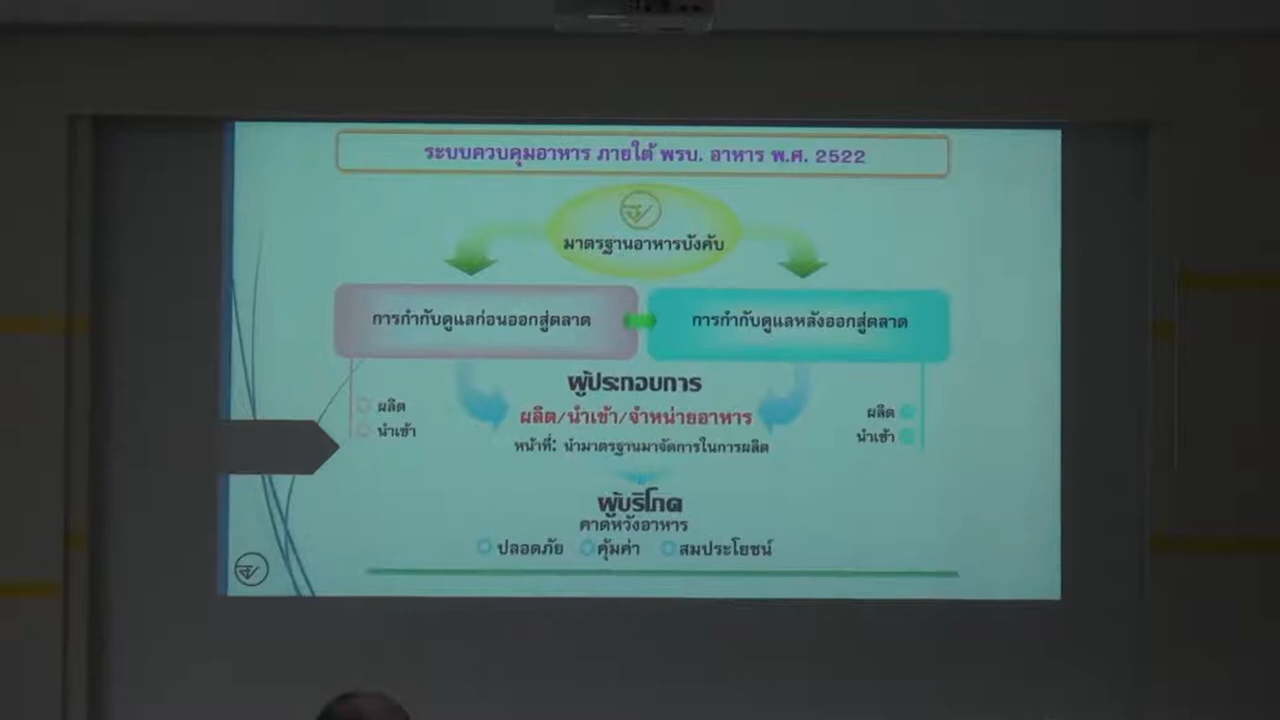 ระบบควบคุมอาหาร ภายใต้ พรบ. อาหาร พ.ศ. 2522
มาตรฐานอาหารบังคับ
การกำกับดูแลก่อนออกสู่ตลาด
การกำกับดูแลหลังออกสู่ตลาด
ผู้ประกอบการ
ผลิต/นำเข้า/จำหน่ายอาหาร
หน้าที่: นำมาตรฐานมาจัดการในการผลิต
ผลิต
นำเข้า
ผลิต
นำเข้า
ผู้บริโภค
คาดหวังอาหาร
ปลอดภัย คุ้มค่า สมประโยชน์